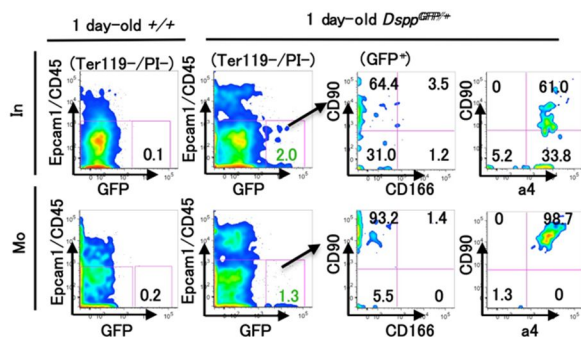 1 day-old +/+
1 day-old Dspp^GFP/+
(Ter119-/PI-)
(Ter119-/PI-)
(GFP+)
In
Epcam1/CD45
0.1
GFP
Epcam1/CD45
2.0
GFP
CD90
64.4 3.5
31.0 1.2
CD166
CD90
0 61.0
5.2 33.8
a4
Mo
Epcam1/CD45
0.2
GFP
Epcam1/CD45
1.3
GFP
CD90
93.2 1.4
5.5 0
CD166
CD90
0 98.7
1.3 0
a4